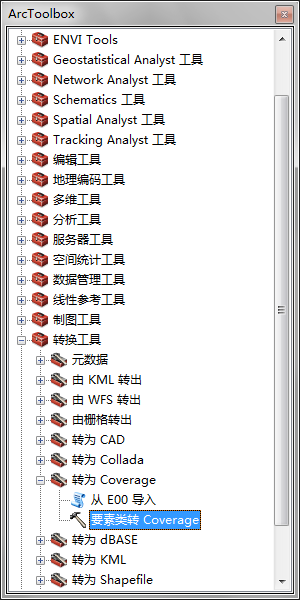 ArcToolbox
ENVI Tools
Geostatistical Analyst 工具
Network Analyst 工具
Schematics 工具
Spatial Analyst 工具
Tracking Analyst 工具
编辑工具
地理编码工具
多维工具
分析工具
服务器工具
空间统计工具
数据管理工具
线性参考工具
制图工具
转换工具
元数据
由 KML 转出
由 WFS 转出
由栅格转出
转为 CAD
转为 Collada
转为 Coverage
从 E00 导入
要素类转 Coverage
转为 dBASE
转为 KML
转为 Shapefile